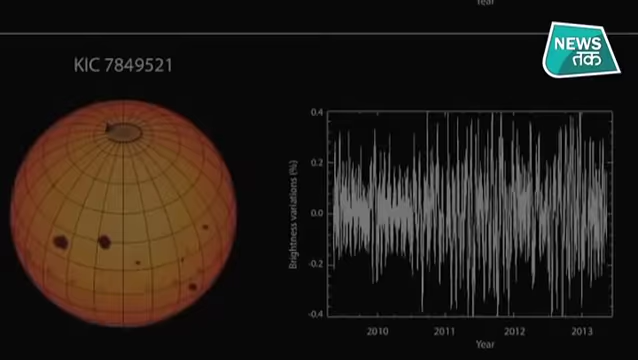 Year
NEWS
तक
KIC 7849521
Brightness variations (%)
0.4
0.2
0.0
-0.2
-0.4
2010
2011
2012
2013
Year